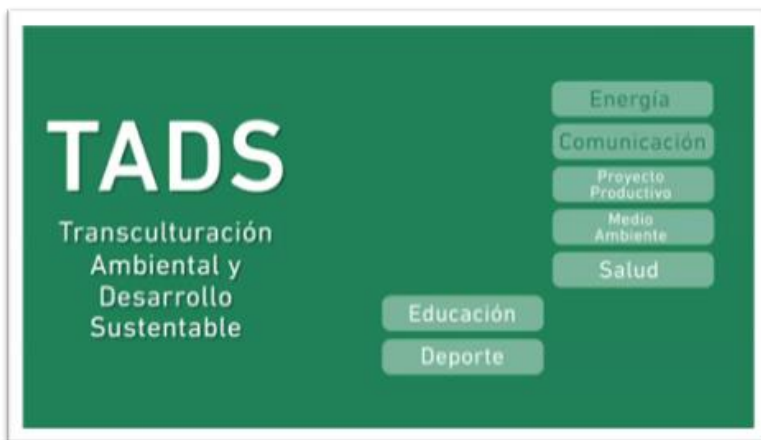 TADS
Transculturación
Ambiental y
Desarrollo
Sustentable
Energía
Comunicación
Proyecto
Productivo
Medio
Ambiente
Salud
Educación
Deporte